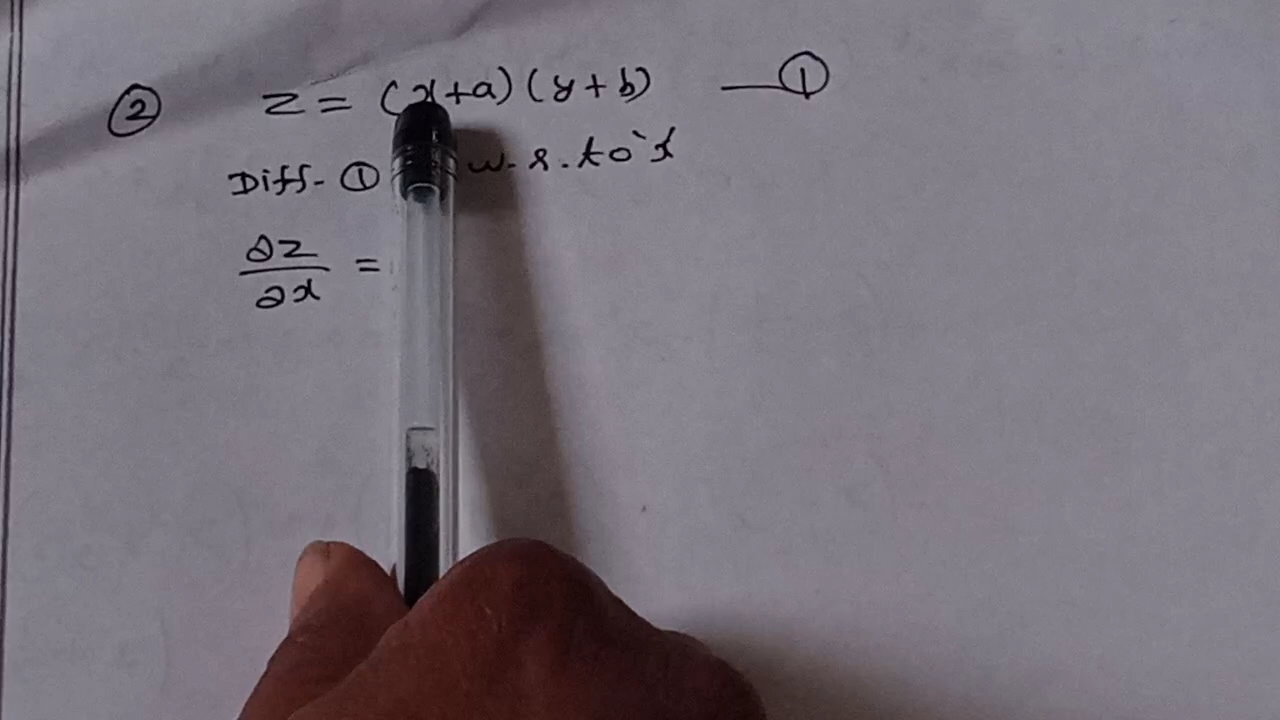 ② z = (x+a)(y+b) — ①
Diff. ① w.r.to 'x'
∂z/∂x =